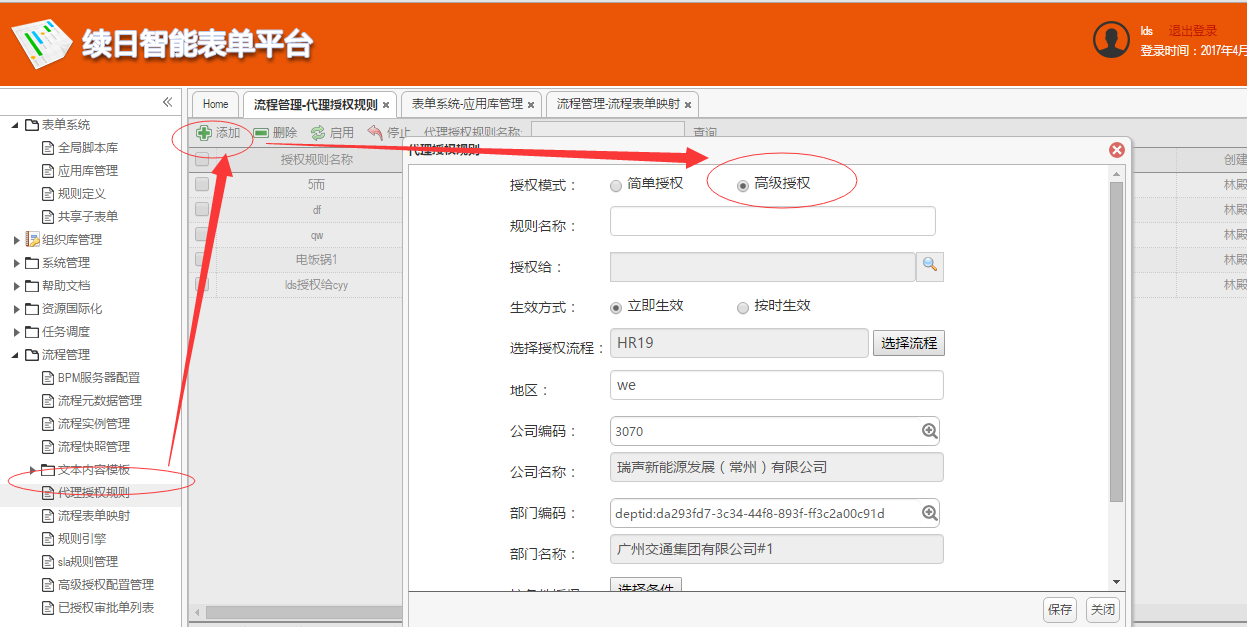 续日智能表单平台
lds 退出登录
登录时间：2017年4月
Home 流程管理-代理授权规则 × 表单系统-应用库管理 × 流程管理-流程表单映射 ×
添加 删除 启用 停止 代理授权规则名称: 查询
表单系统
全局脚本库
应用库管理
规则定义
共享子表单
组织库管理
系统管理
帮助文档
资源国际化
任务调度
流程管理
BPM服务器配置
流程元数据管理
流程实例管理
流程快照管理
文本内容模板
代理授权规则
流程表单映射
规则引擎
sla规则管理
高级授权配置管理
已授权审批单列表
授权规则名称
5而
df
qw
电饭锅1
lds授权给cyy
代理授权规则
授权模式： 简单授权 高级授权
规则名称：
授权给：
生效方式： 立即生效 按时生效
选择授权流程： HR19 选择流程
地区： we
公司编码： 3070
公司名称： 瑞声新能源发展（常州）有限公司
部门编码： deptid:da293fd7-3c34-44f8-893f-ff3c2a00c91d
部门名称： 广州交通集团有限公司#1
选择条件
保存 关闭
创建
林殿
林殿
林殿
林殿
林殿